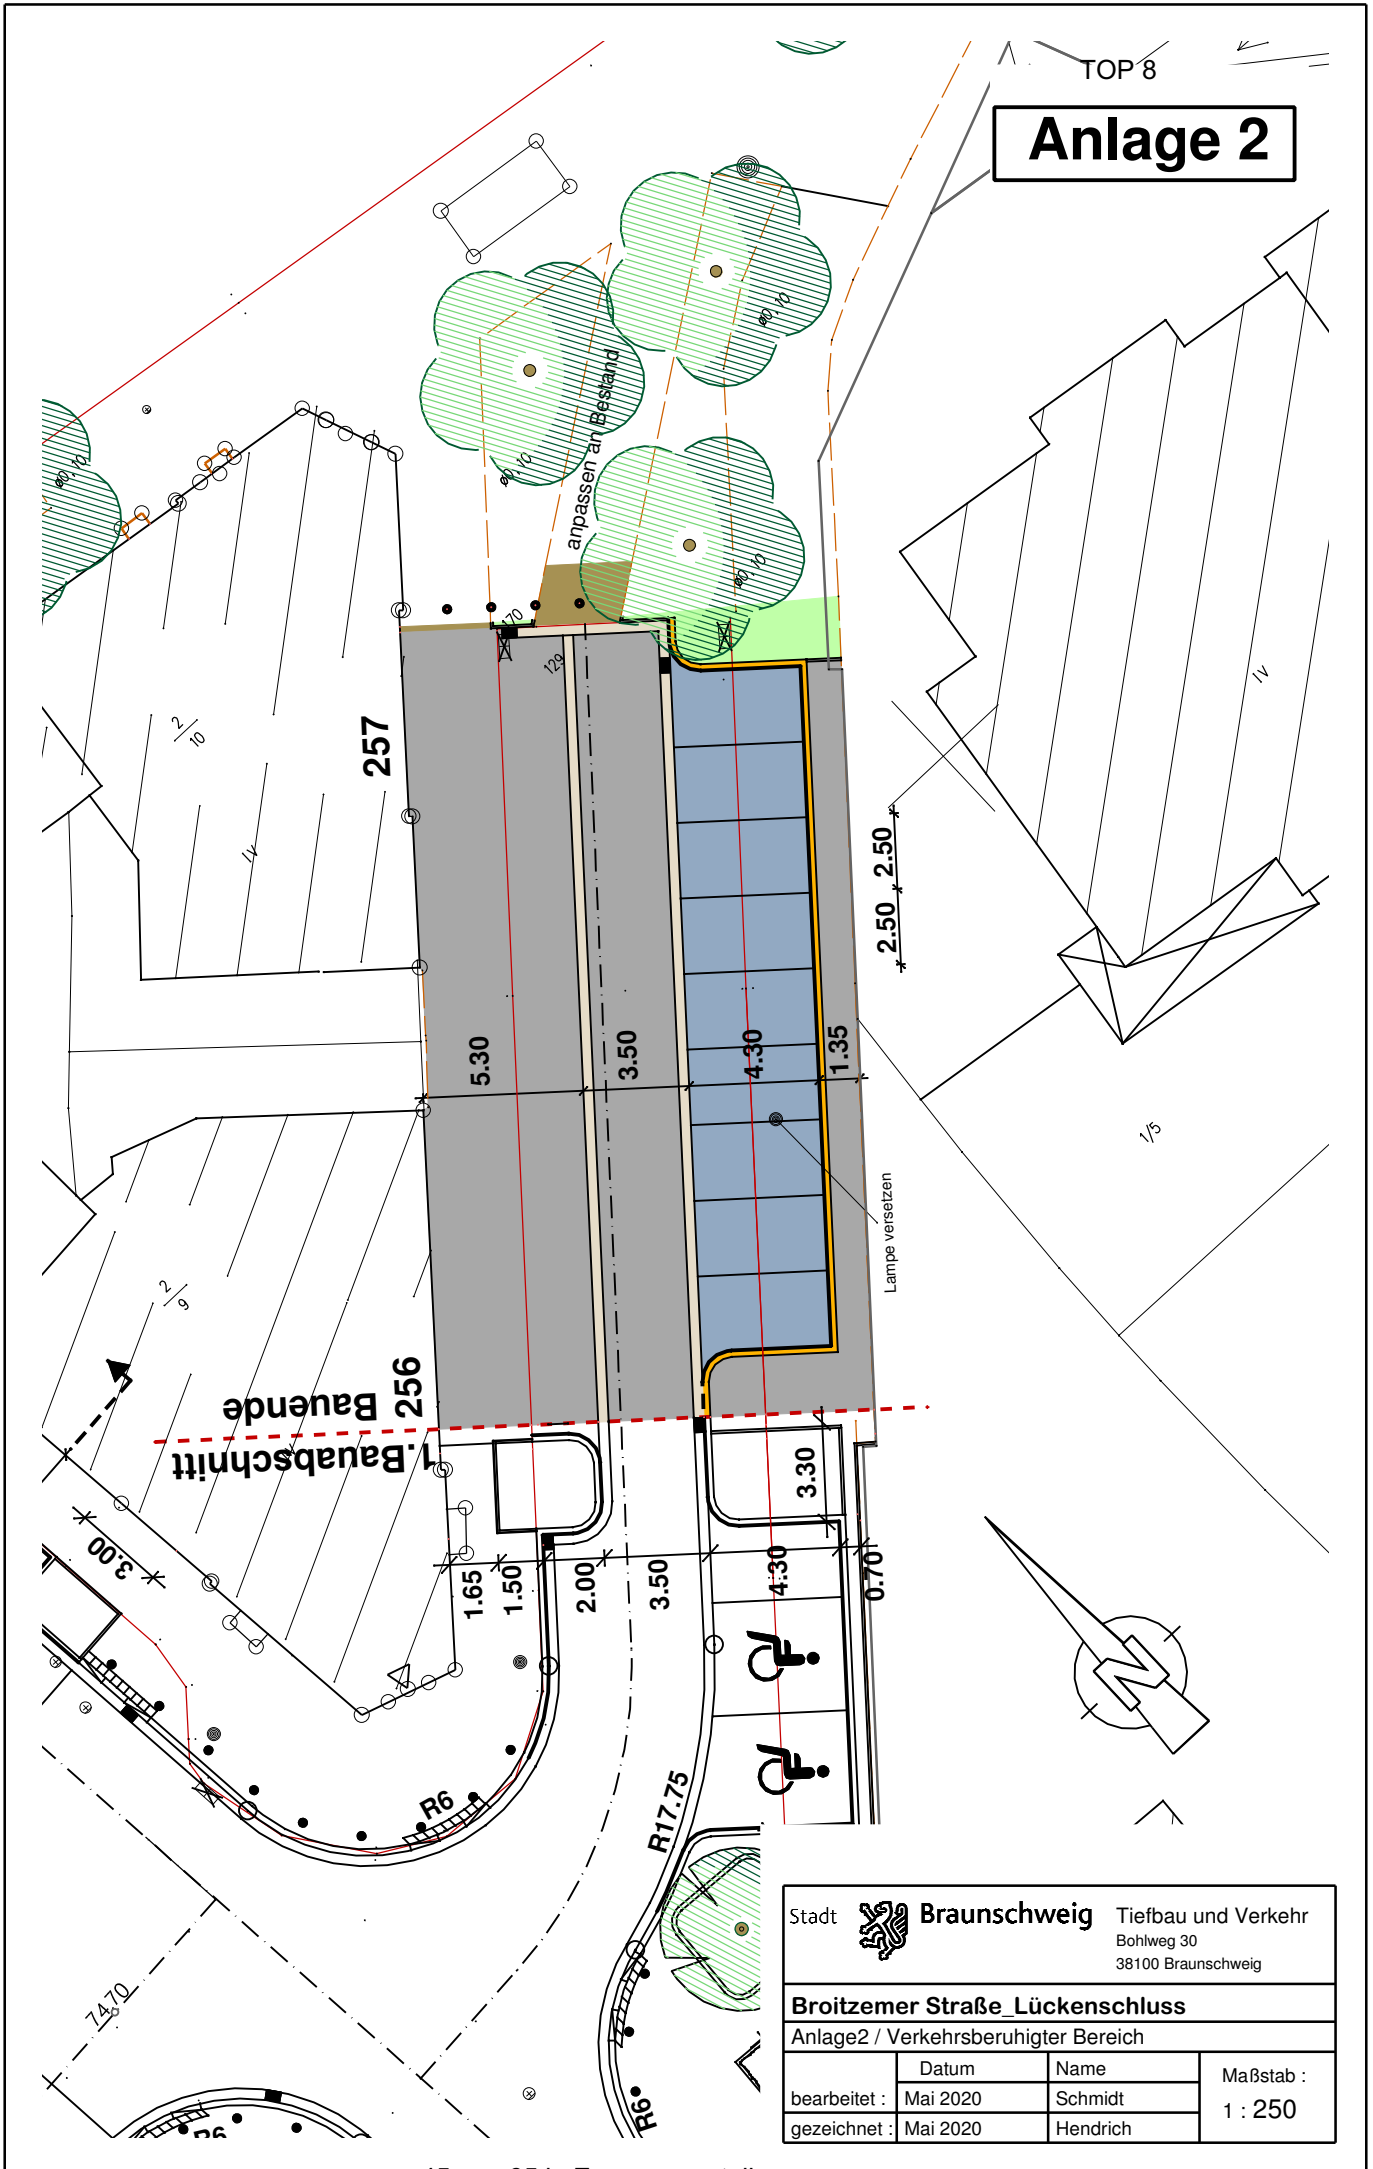 TOP 8
Anlage 2
ø0,10
ø0,10
ø0,10
ø0,10
anpassen an Bestand
170
129
257
2/10
IV
IV
2.50
2.50
5.30
3.50
4.30
1.35
Lampe versetzen
1/5
2/9
256
Bauende
1.Bauabschnitt
3.30
3.00
1.65
1.50
2.00
3.50
4.30
0.70
R6
R17.75
N
7470
R6
R6
Stadt Braunschweig
Tiefbau und Verkehr
Bohlweg 30
38100 Braunschweig
Broitzemer Straße_Lückenschluss
Anlage2 / Verkehrsberuhigter Bereich
Datum Name Maßstab :
bearbeitet : Mai 2020 Schmidt 1 : 250
gezeichnet : Mai 2020 Hendrich